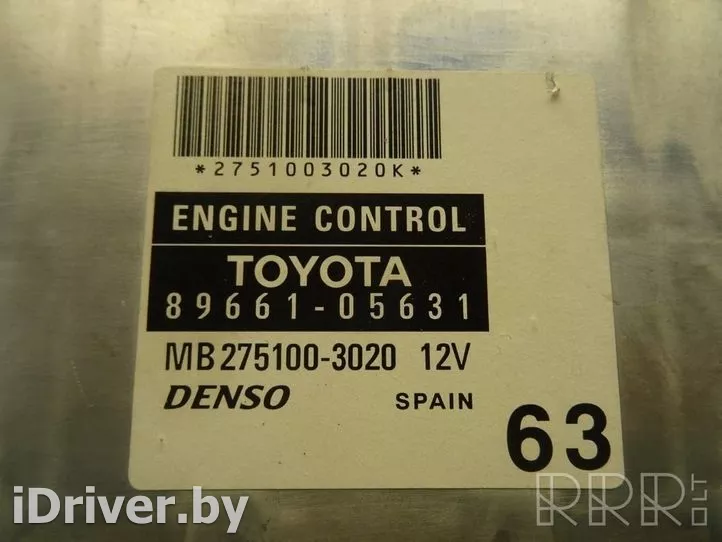 *2751003020K*
ENGINE CONTROL
TOYOTA
89661-05631
MB275100-3020 12V
DENSO SPAIN
63
iDriver.by
RRR.LT